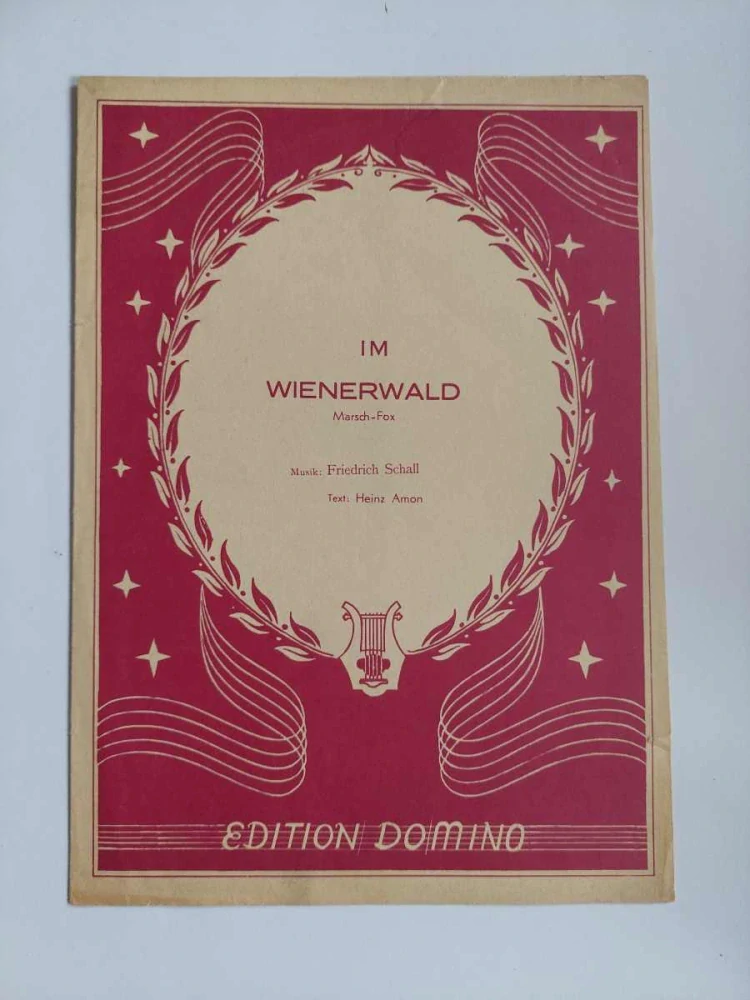 IM
WIENERWALD
Marsch-Fox
Musik: Friedrich Schall
Text: Heinz Amon
EDITION DOMINO